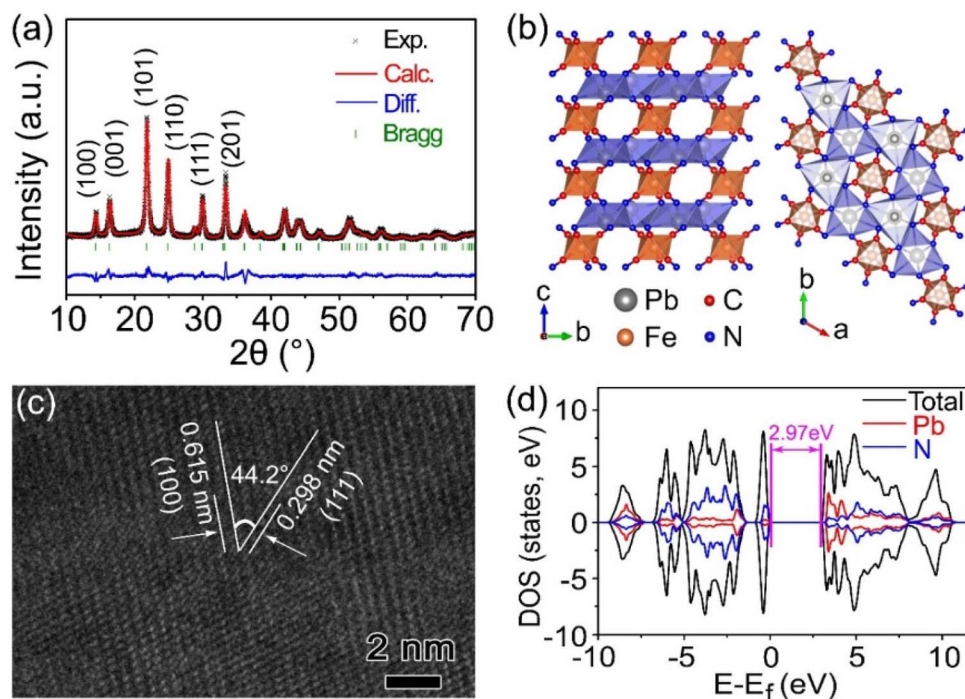 (a)
Intensity (a.u.)
(100)
(001)
(101)
(110)
(111)
(201)
Exp.
Calc.
Diff.
Bragg
10 20 30 40 50 60 70
2θ (°)
(b)
c
b
Pb
C
Fe
N
b
a
(c)
0.615 nm
(100)
44.2°
0.298 nm
(111)
2 nm
(d)
DOS (states, eV)
10
5
0
-5
-10
2.97eV
Total
Pb
N
-10 -5 0 5 10
E-Ef (eV)